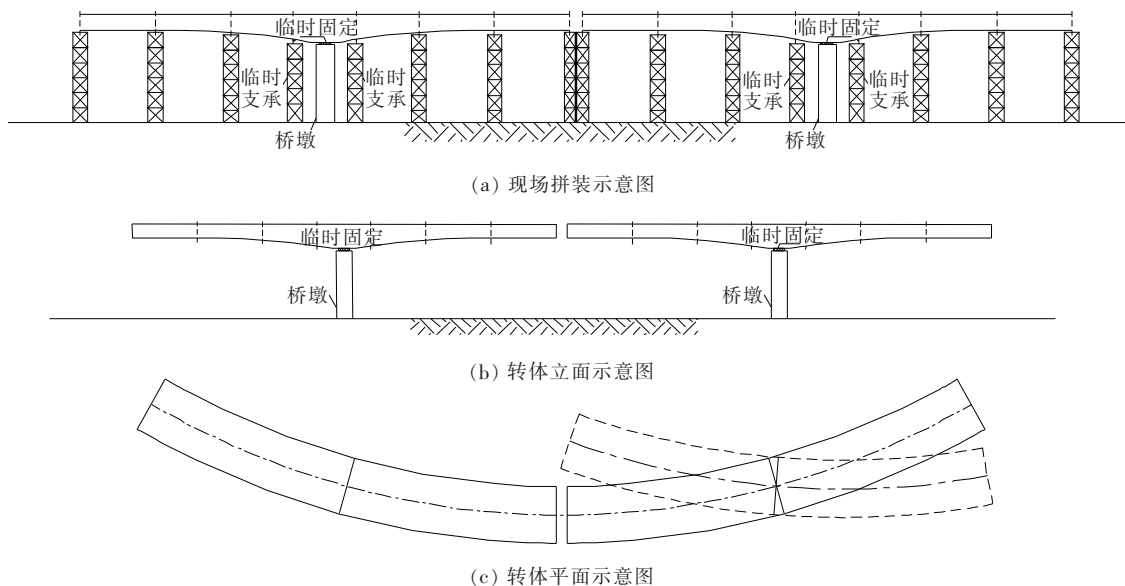 临时固定
临时固定
临时
支承
临时
支承
临时
支承
临时
支承
桥墩
桥墩
(a) 现场拼装示意图
临时固定
临时固定
桥墩
桥墩
(b) 转体立面示意图
(c) 转体平面示意图